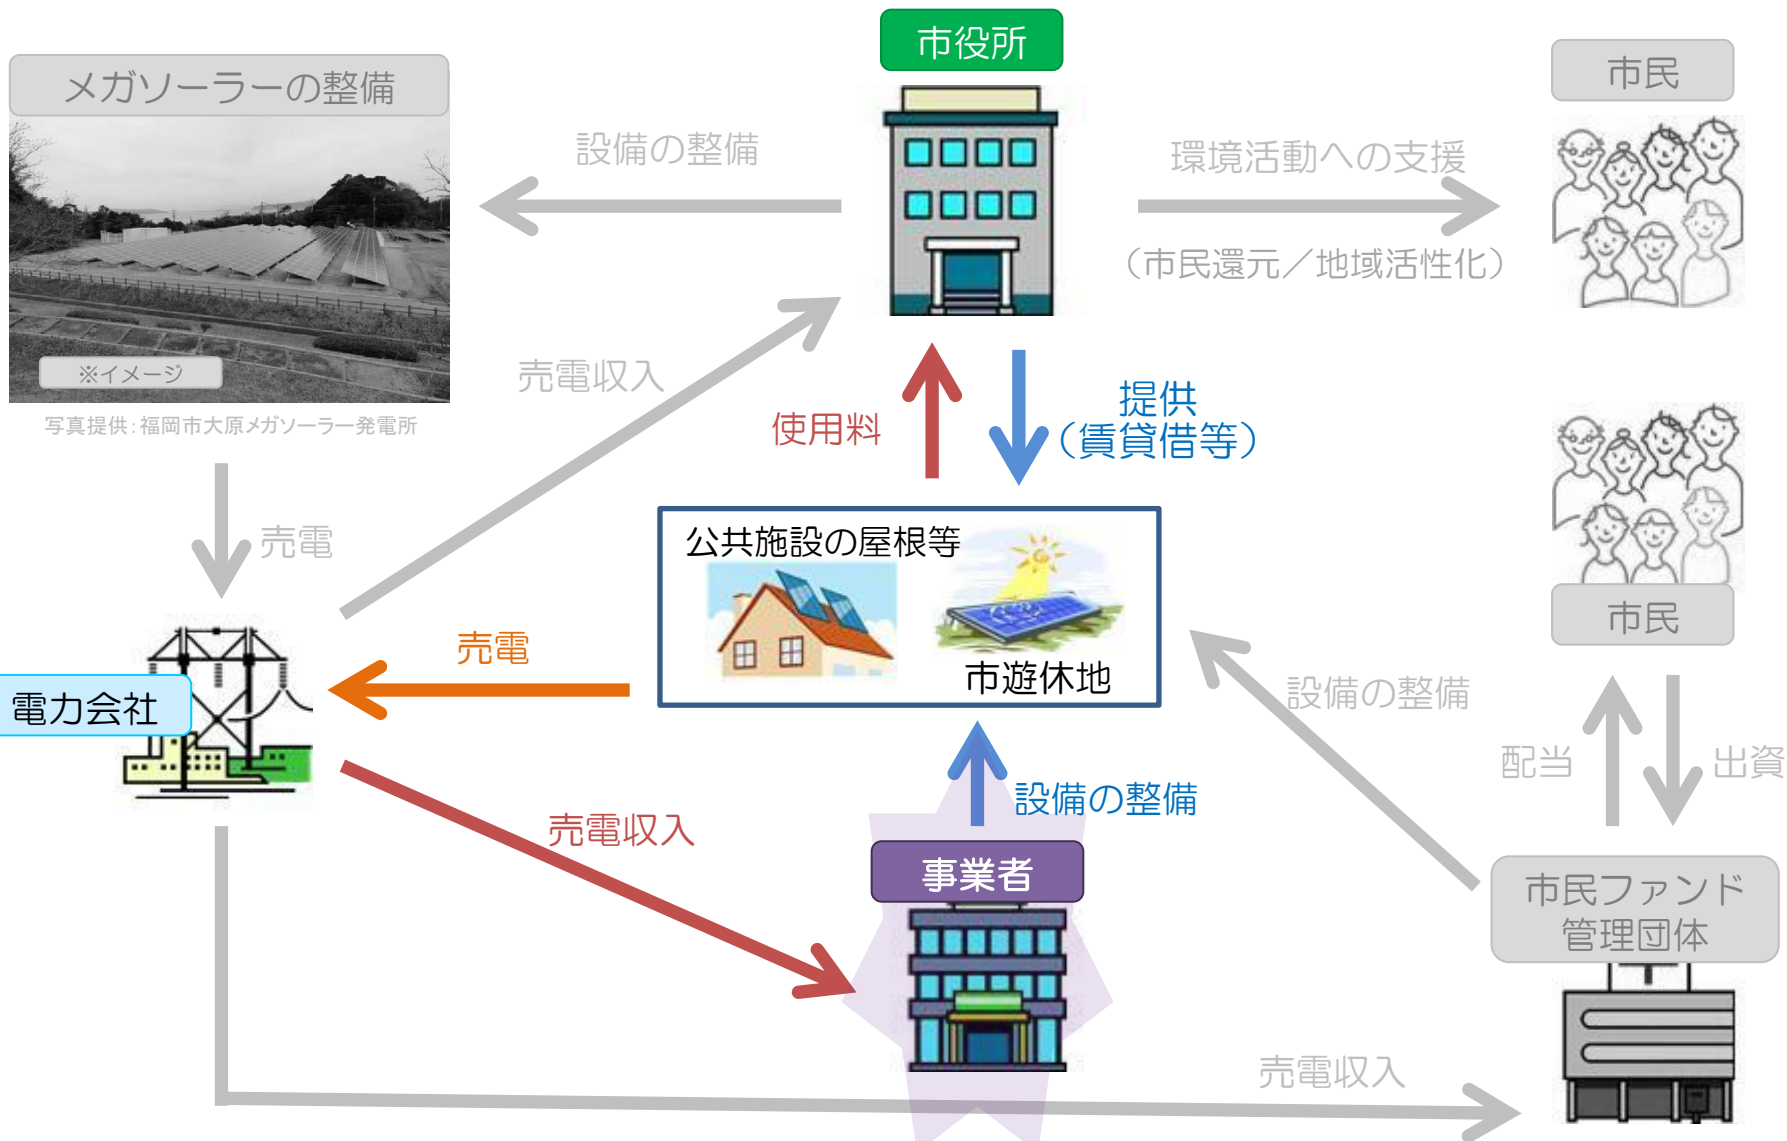 市役所
メガソーラーの整備
市民
設備の整備
環境活動への支援
（市民還元／地域活性化）
※イメージ
写真提供：福岡市大原メガソーラー発電所
売電収入
使用料
提供
（賃貸借等）
売電
公共施設の屋根等
市遊休地
市民
売電
電力会社
設備の整備
配当
出資
設備の整備
売電収入
事業者
市民ファンド
管理団体
売電収入